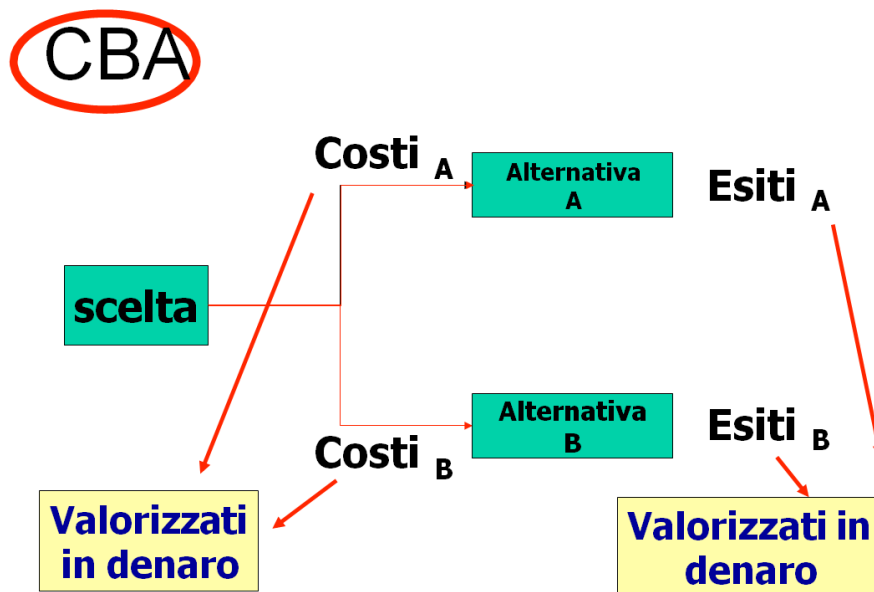 CBA
Costi A
Alternativa
A
Esiti A
scelta
Alternativa
B
Esiti B
Costi B
Valorizzati
in denaro
Valorizzati in
denaro